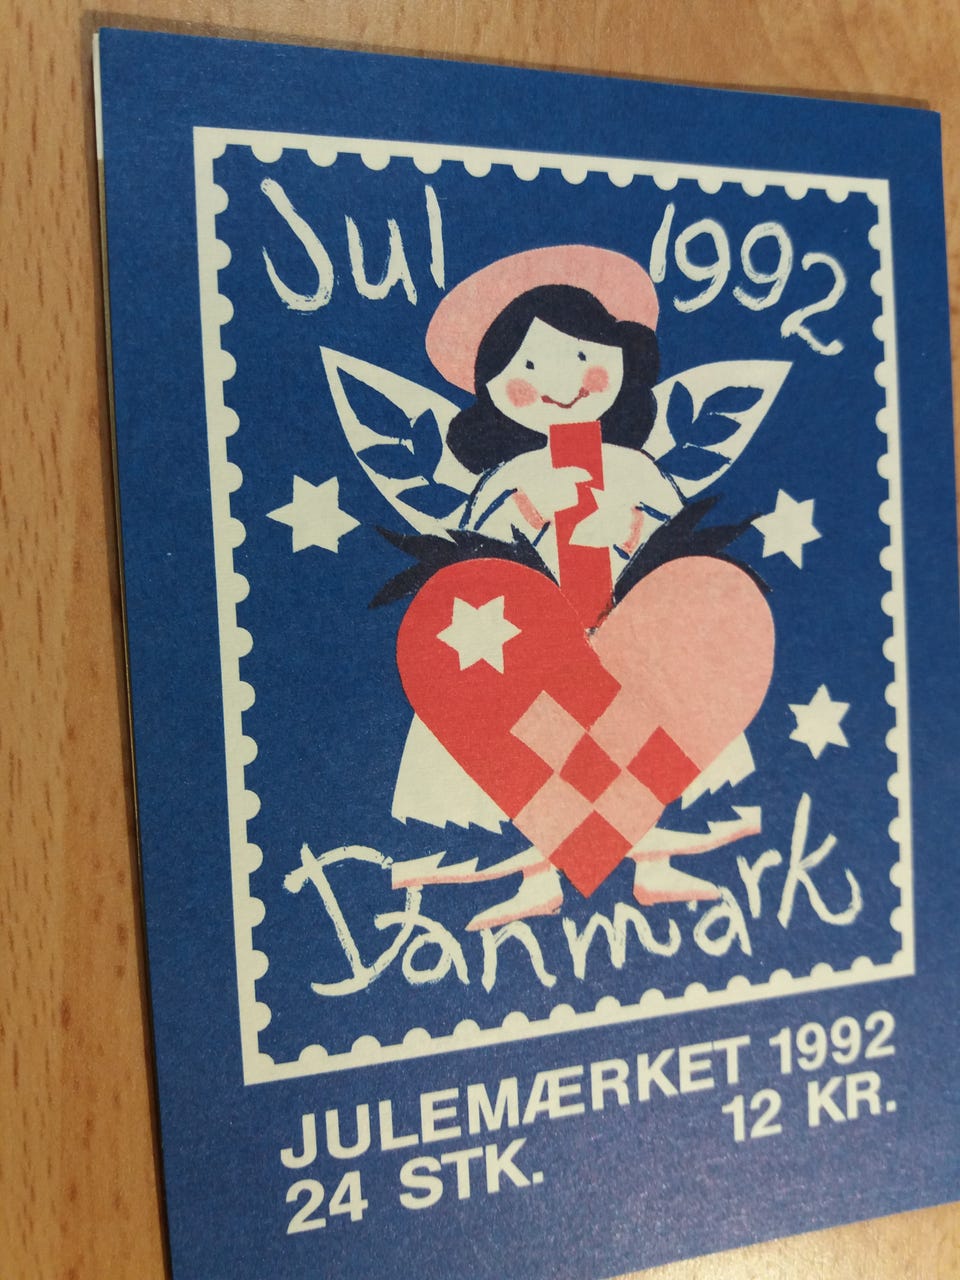 Jul 1992
Danmark
JULEMÆRKET 1992
24 STK. 12 KR.